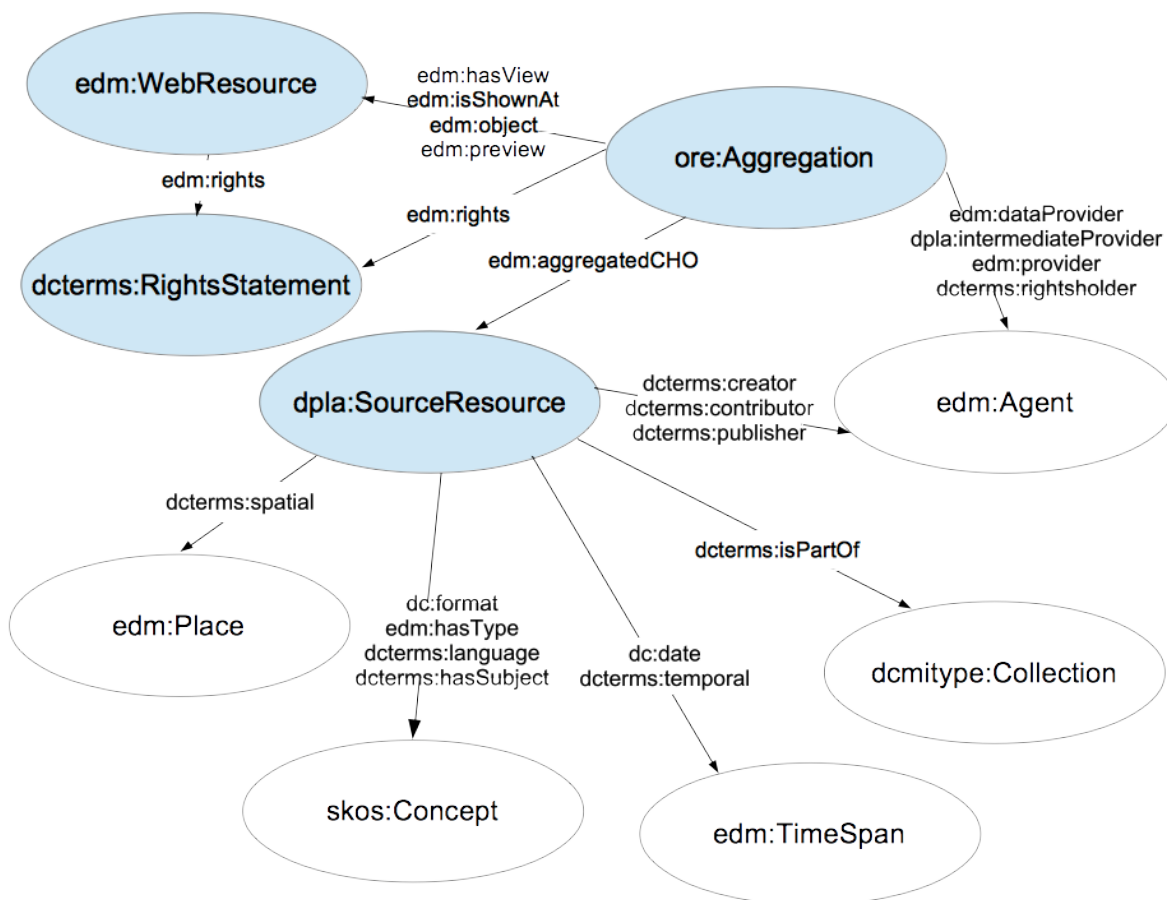 edm:WebResource
edm:hasView
edm:isShownAt
edm:object
edm:preview
ore:Aggregation
edm:rights
edm:rights
edm:dataProvider
dpla:intermediateProvider
edm:provider
dcterms:rightsholder
edm:aggregatedCHO
dcterms:RightsStatement
dpla:SourceResource
dcterms:creator
dcterms:contributor
dcterms:publisher
edm:Agent
dcterms:spatial
dcterms:isPartOf
edm:Place
dc:format
edm:hasType
dcterms:language
dcterms:hasSubject
dc:date
dcterms:temporal
dcmitype:Collection
skos:Concept
edm:TimeSpan